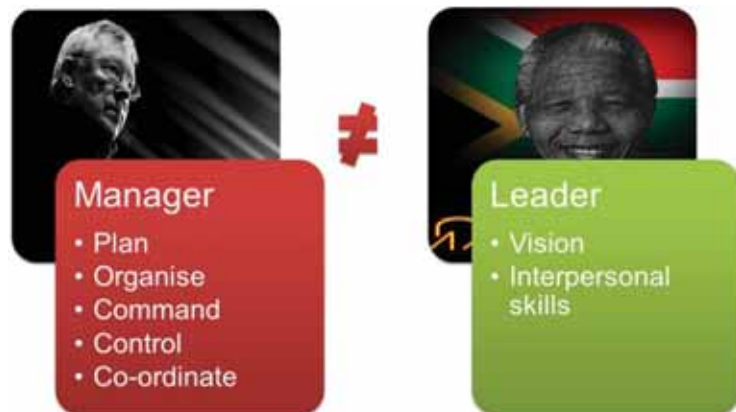 Manager
• Plan
• Organise
• Command
• Control
• Co-ordinate
≠
Leader
• Vision
• Interpersonal
skills